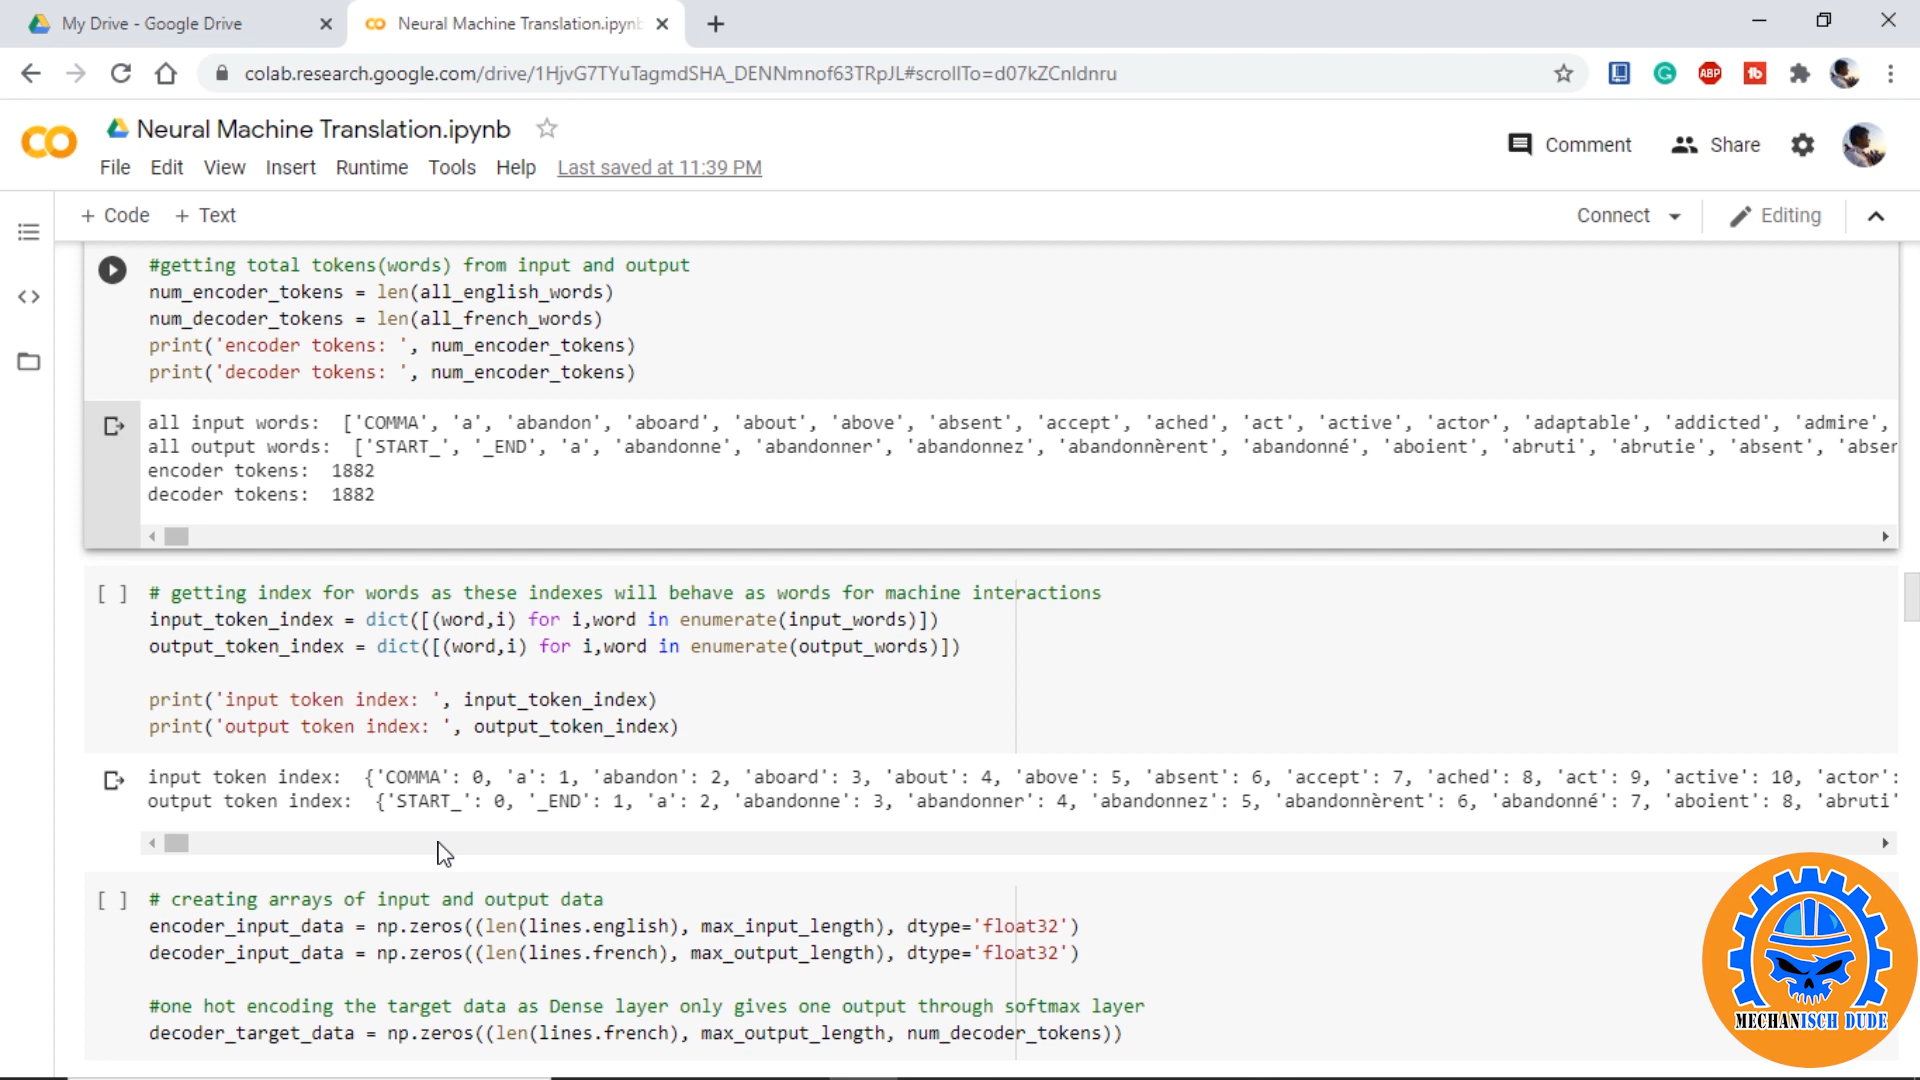 My Drive - Google Drive
Neural Machine Translation.ipynb
colab.research.google.com/drive/1HjvG7TYuTagmdSHA_DENNmnof63TRpJL#scrollTo=d07kZCnIdnru
ABP
tb
Neural Machine Translation.ipynb
Comment
Share
File Edit View Insert Runtime Tools Help Last saved at 11:39 PM
+ Code + Text
Connect
Editing
#getting total tokens(words) from input and output
num_encoder_tokens = len(all_english_words)
num_decoder_tokens = len(all_french_words)
print('encoder tokens: ', num_encoder_tokens)
print('decoder tokens: ', num_encoder_tokens)
all input words:  ['COMMA', 'a', 'abandon', 'aboard', 'about', 'above', 'absent', 'accept', 'ached', 'act', 'active', 'actor', 'adaptable', 'addicted', 'admire',
all output words:  ['START_', '_END', 'a', 'abandonne', 'abandonner', 'abandonnez', 'abandonnèrent', 'abandonné', 'aboient', 'abruti', 'abrutie', 'absent', 'abser
encoder tokens:  1882
decoder tokens:  1882
[ ] # getting index for words as these indexes will behave as words for machine interactions
input_token_index = dict([(word,i) for i,word in enumerate(input_words)])
output_token_index = dict([(word,i) for i,word in enumerate(output_words)])
print('input token index: ', input_token_index)
print('output token index: ', output_token_index)
input token index:  {'COMMA': 0, 'a': 1, 'abandon': 2, 'aboard': 3, 'about': 4, 'above': 5, 'absent': 6, 'accept': 7, 'ached': 8, 'act': 9, 'active': 10, 'actor':
output token index:  {'START_': 0, '_END': 1, 'a': 2, 'abandonne': 3, 'abandonner': 4, 'abandonnez': 5, 'abandonnèrent': 6, 'abandonné': 7, 'aboient': 8, 'abruti'
[ ] # creating arrays of input and output data
encoder_input_data = np.zeros((len(lines.english), max_input_length), dtype='float32')
decoder_input_data = np.zeros((len(lines.french), max_output_length), dtype='float32')
#one hot encoding the target data as Dense layer only gives one output through softmax layer
decoder_target_data = np.zeros((len(lines.french), max_output_length, num_decoder_tokens))
MECHANISCH DUDE